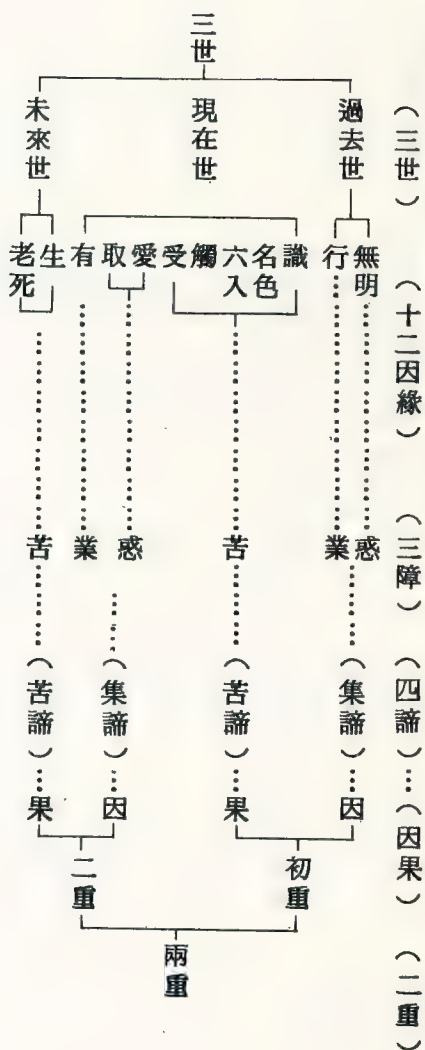 （三世）　（十二因緣）　（三障）　（四諦）…（因果）　（二重）
三世
過去世
現在世
未來世
無明……惑
行……業……（集諦）…因
識
名色
六入
觸
受
……苦……（苦諦）…果
初重
愛
取
……惑……（集諦）…因
有……業
生
老死
……苦……（苦諦）…果
二重
兩重